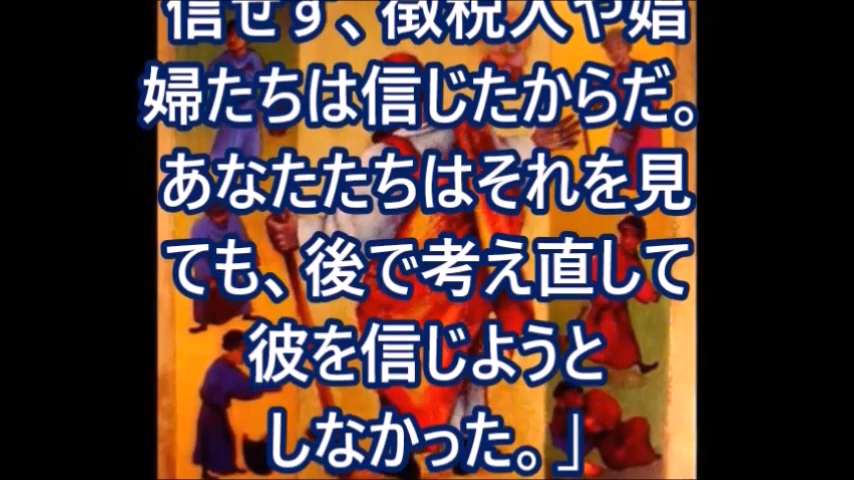 信ぜず、徴税人や娼
婦たちは信じたからだ。
あなたたちはそれを見
ても、後で考え直して
彼を信じようと
しなかった。」